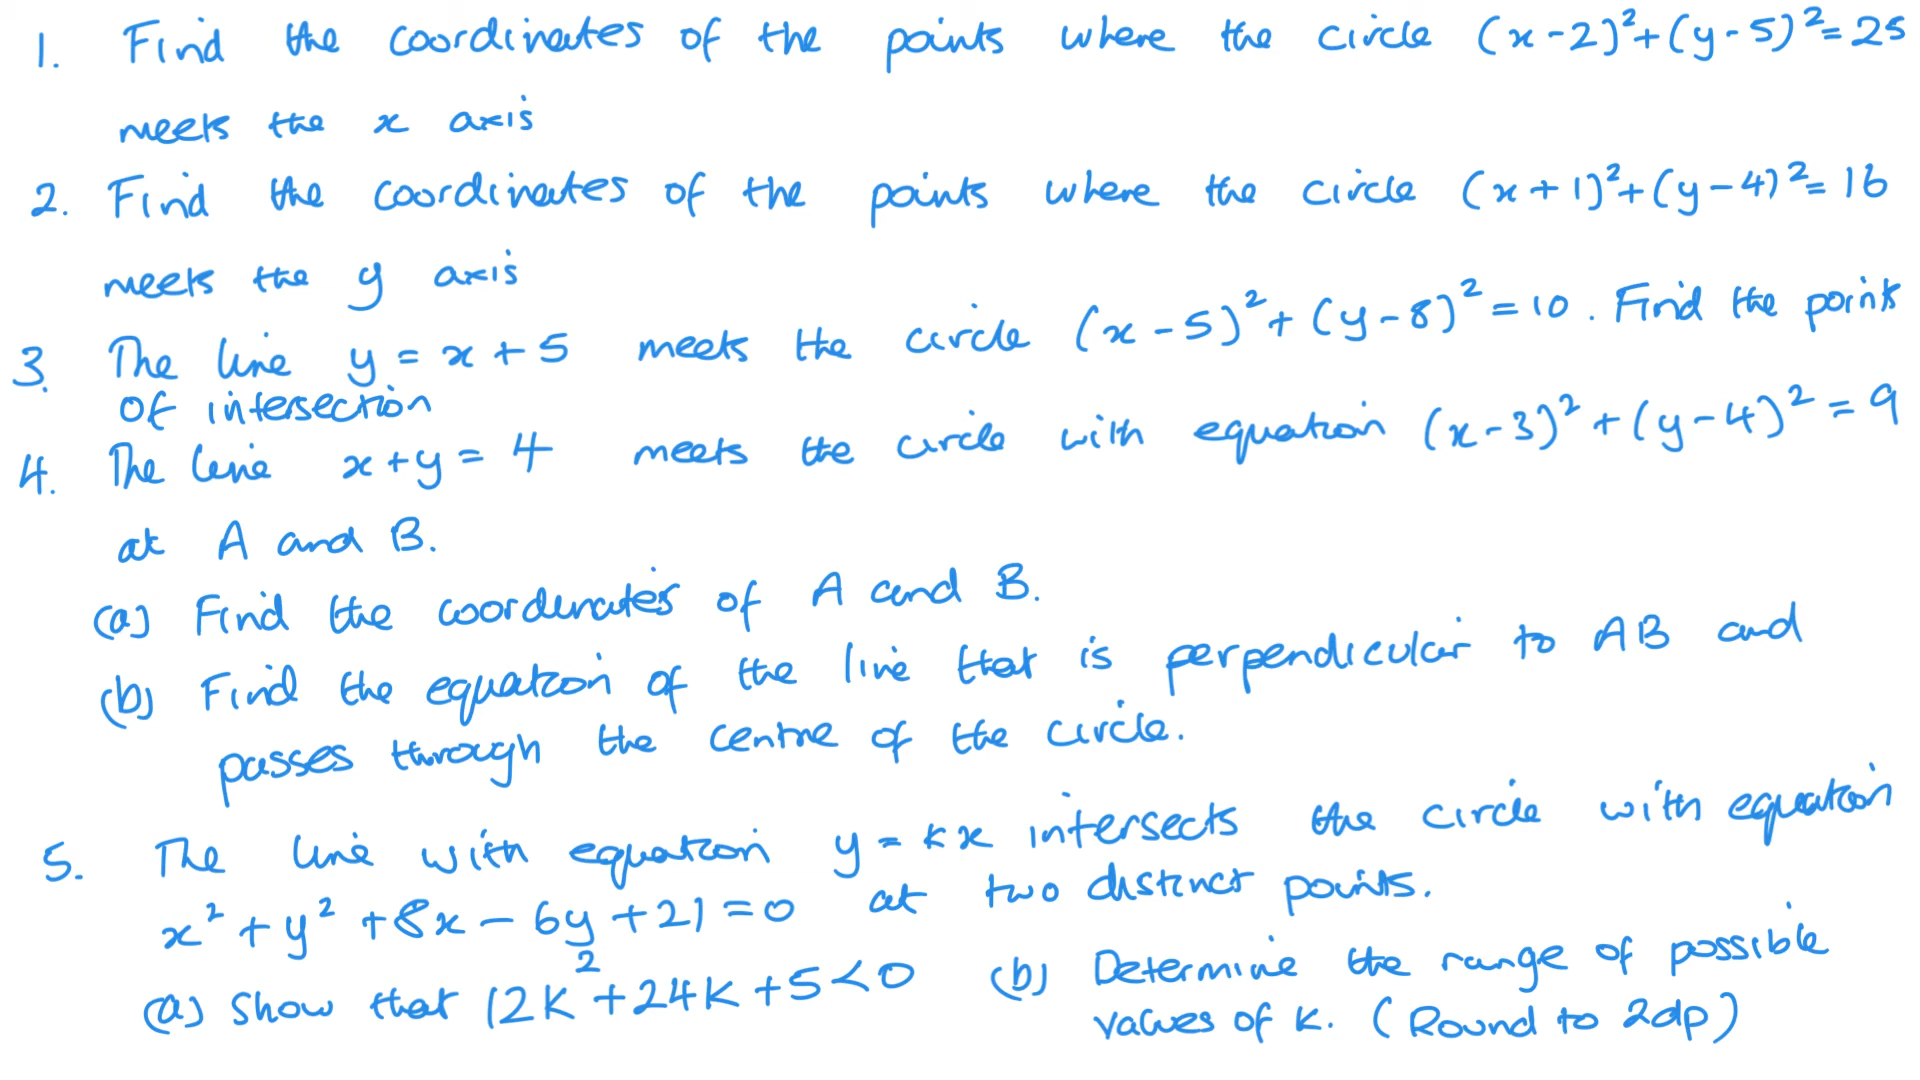 1. Find the coordinates of the points where the circle (x-2)²+(y-5)²=25
meets the x axis
2. Find the coordinates of the points where the circle (x+1)²+(y-4)²=16
meets the y axis
3. The line y=x+5 meets the circle (x-5)²+(y-8)²=10. Find the points
of intersection
4. The line x+y=4 meets the circle with equation (x-3)²+(y-4)²=9
at A and B.
(a) Find the coordinates of A and B.
(b) Find the equation of the line that is perpendicular to AB and
passes through the centre of the circle.
5. The line with equation y=kx intersects the circle with equation
x²+y²+8x-6y+21=0 at two distinct points.
(a) Show that 12k²+24k+5<0 (b) Determine the range of possible
values of k. (Round to 2dp)